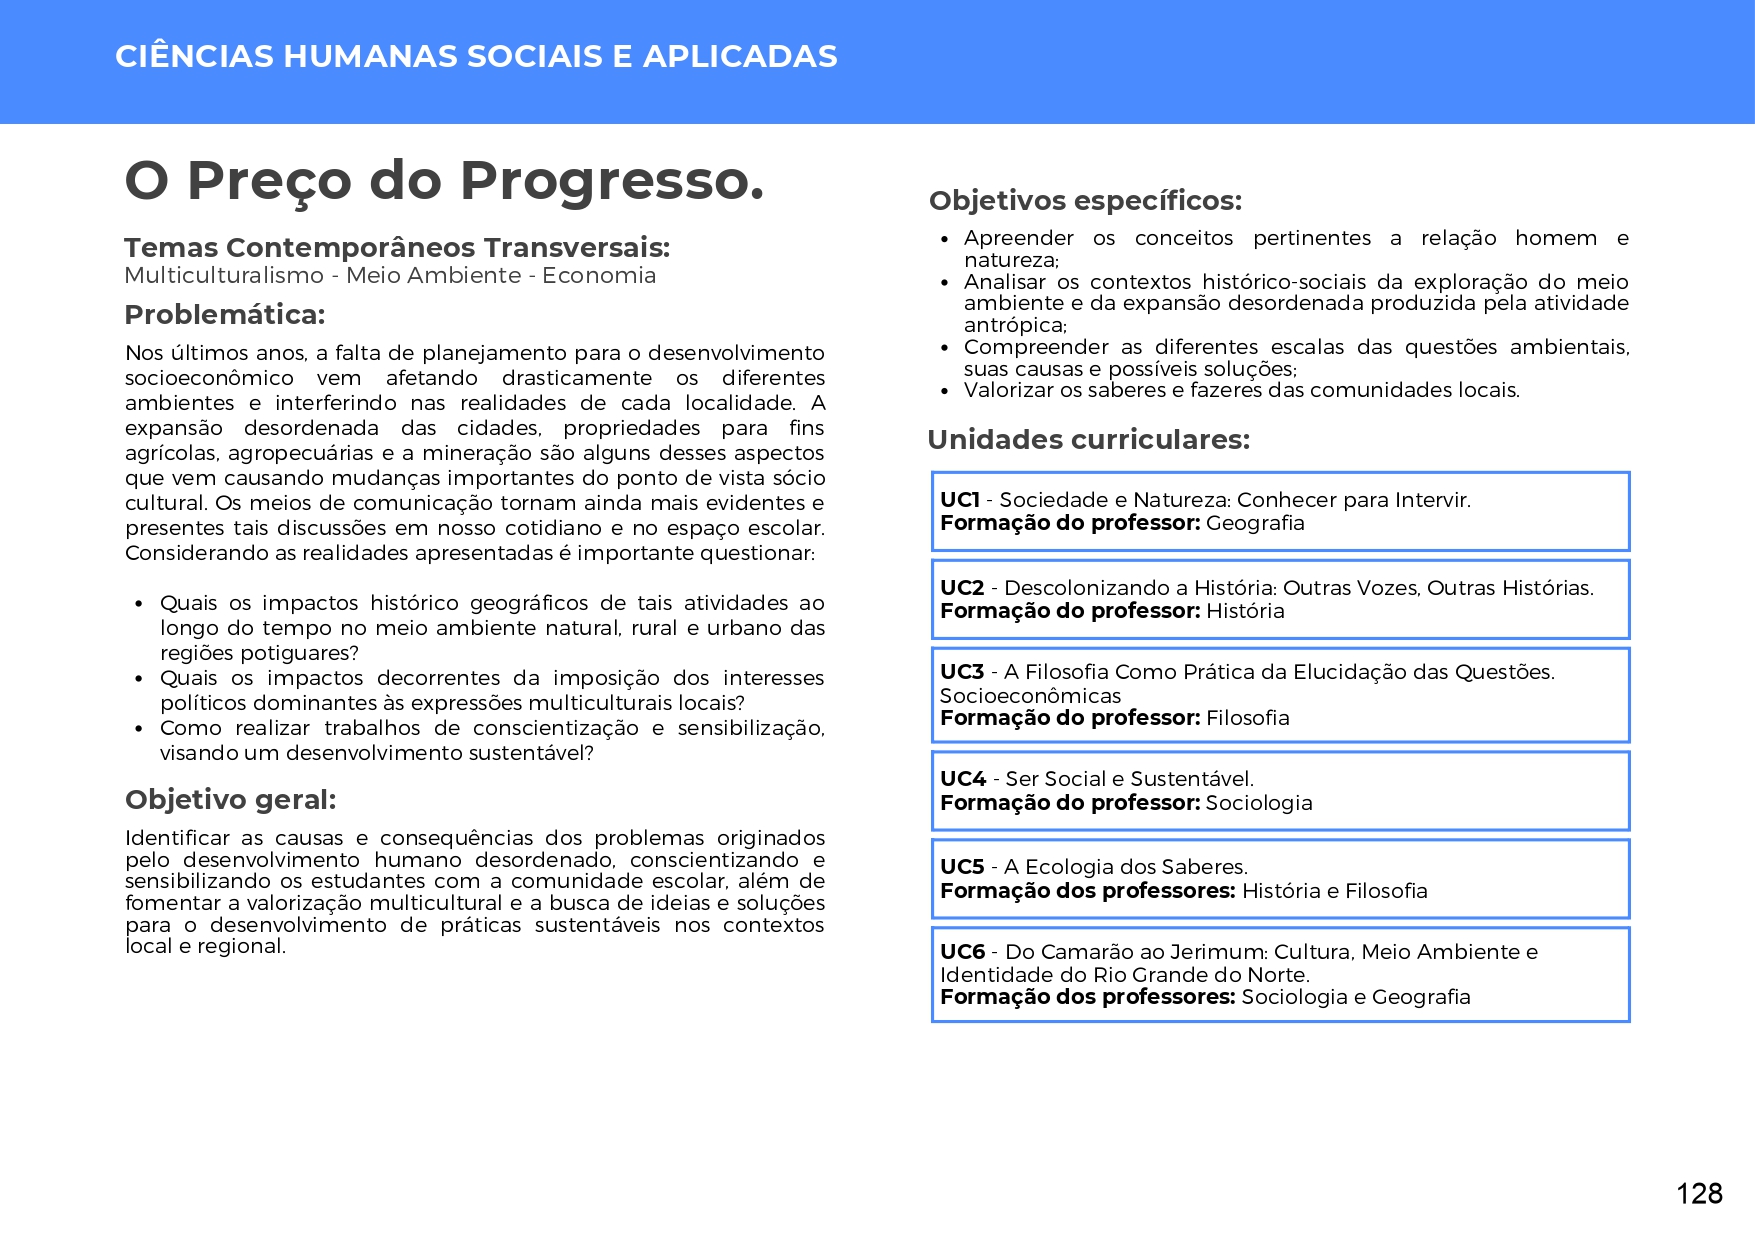 CIÊNCIAS HUMANAS SOCIAIS E APLICADAS
O Preço do Progresso.
Temas Contemporâneos Transversais:
Multiculturalismo - Meio Ambiente - Economia
Problemática:
Nos últimos anos, a falta de planejamento para o desenvolvimento
socioeconômico vem afetando drasticamente os diferentes
ambientes e interferindo nas realidades de cada localidade. A
expansão desordenada das cidades, propriedades para fins
agrícolas, agropecuárias e a mineração são alguns desses aspectos
que vem causando mudanças importantes do ponto de vista sócio
cultural. Os meios de comunicação tornam ainda mais evidentes e
presentes tais discussões em nosso cotidiano e no espaço escolar.
Considerando as realidades apresentadas é importante questionar:
• Quais os impactos histórico geográficos de tais atividades ao
longo do tempo no meio ambiente natural, rural e urbano das
regiões potiguares?
• Quais os impactos decorrentes da imposição dos interesses
políticos dominantes às expressões multiculturais locais?
• Como realizar trabalhos de conscientização e sensibilização,
visando um desenvolvimento sustentável?
Objetivo geral:
Identificar as causas e consequências dos problemas originados
pelo desenvolvimento humano desordenado, conscientizando e
sensibilizando os estudantes com a comunidade escolar, além de
fomentar a valorização multicultural e a busca de ideias e soluções
para o desenvolvimento de práticas sustentáveis nos contextos
local e regional.
Objetivos específicos:
• Apreender os conceitos pertinentes a relação homem e
natureza;
• Analisar os contextos histórico-sociais da exploração do meio
ambiente e da expansão desordenada produzida pela atividade
antrópica;
• Compreender as diferentes escalas das questões ambientais,
suas causas e possíveis soluções;
• Valorizar os saberes e fazeres das comunidades locais.
Unidades curriculares:
UC1 - Sociedade e Natureza: Conhecer para Intervir.
Formação do professor: Geografia
UC2 - Descolonizando a História: Outras Vozes, Outras Histórias.
Formação do professor: História
UC3 - A Filosofia Como Prática da Elucidação das Questões.
Socioeconômicas
Formação do professor: Filosofia
UC4 - Ser Social e Sustentável.
Formação do professor: Sociologia
UC5 - A Ecologia dos Saberes.
Formação dos professores: História e Filosofia
UC6 - Do Camarão ao Jerimum: Cultura, Meio Ambiente e
Identidade do Rio Grande do Norte.
Formação dos professores: Sociologia e Geografia
128